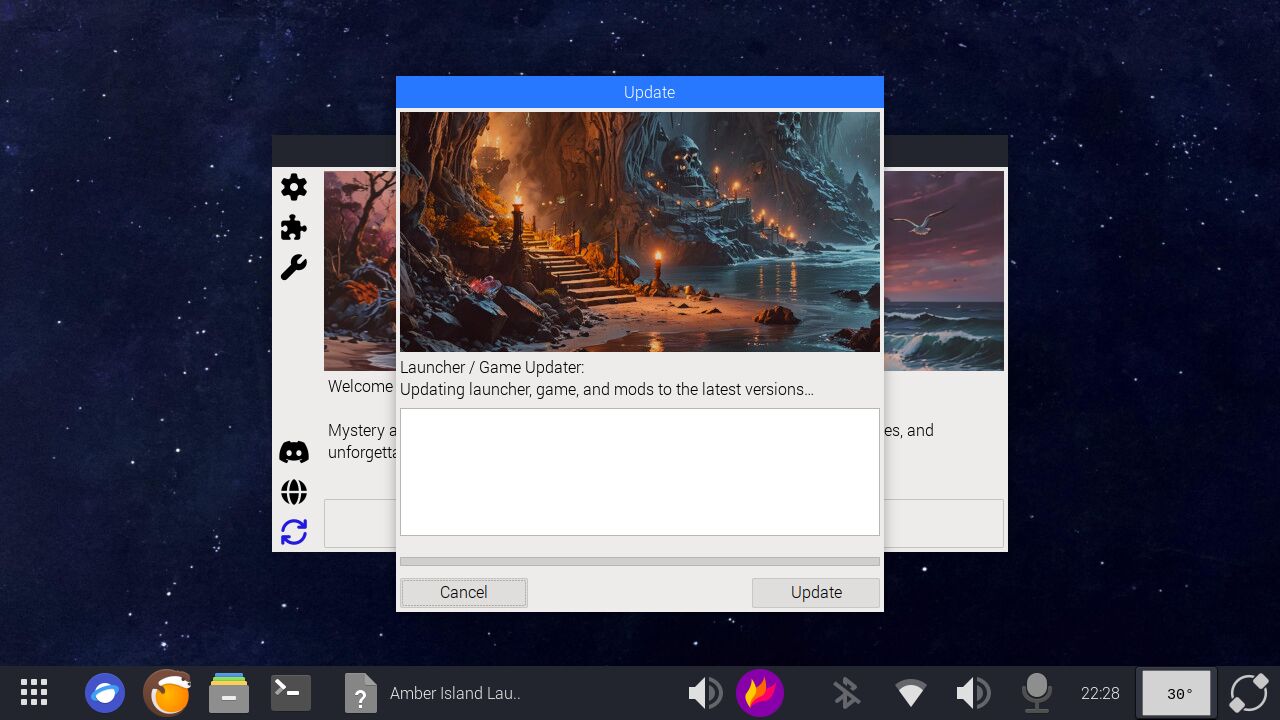 Update
Launcher / Game Updater:
Updating launcher, game, and mods to the latest versions...
Welcome
Mystery a
es, and
unforgetta
Cancel
Update
Amber Island Lau..
22:28
30°